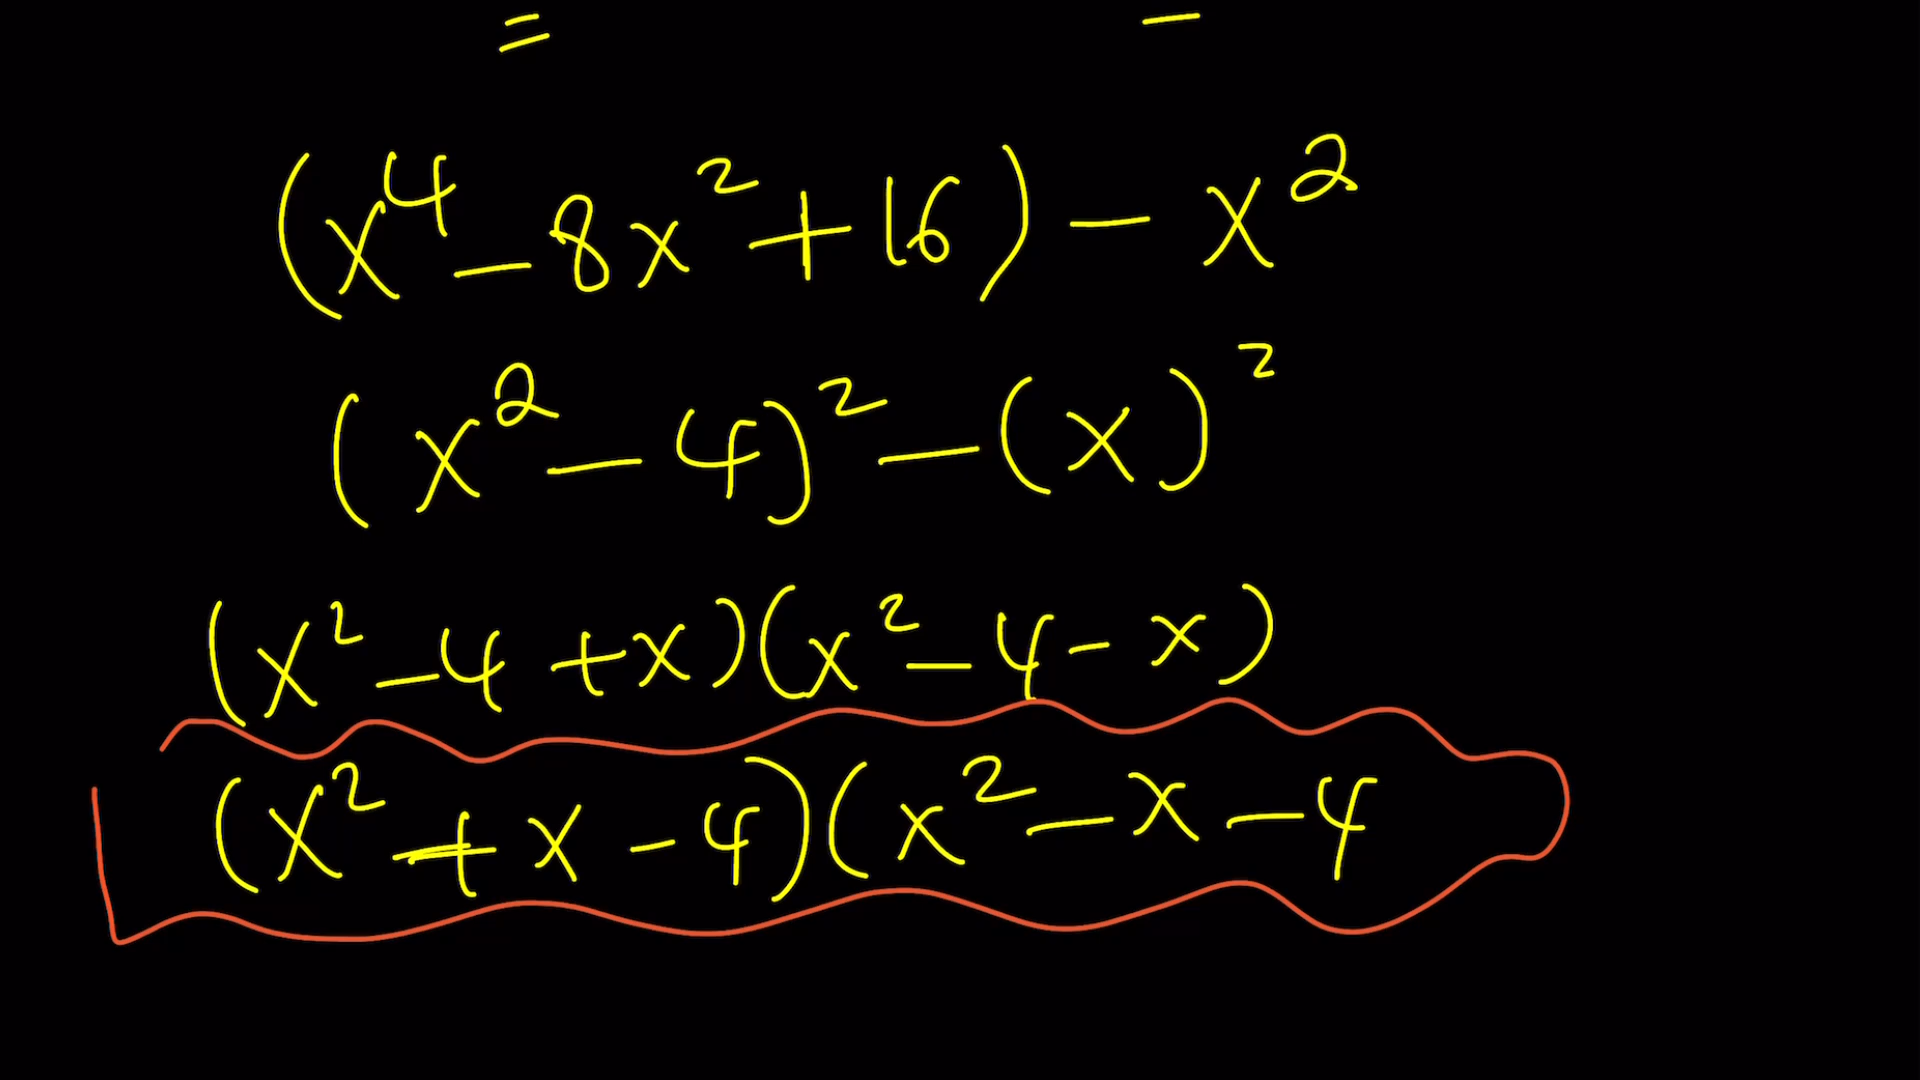 = −
(x⁴ − 8x² + 16) − x²
(x² − 4)² − (x)²
(x² − 4 + x)(x² − 4 − x)
(x² + x − 4)(x² − x − 4